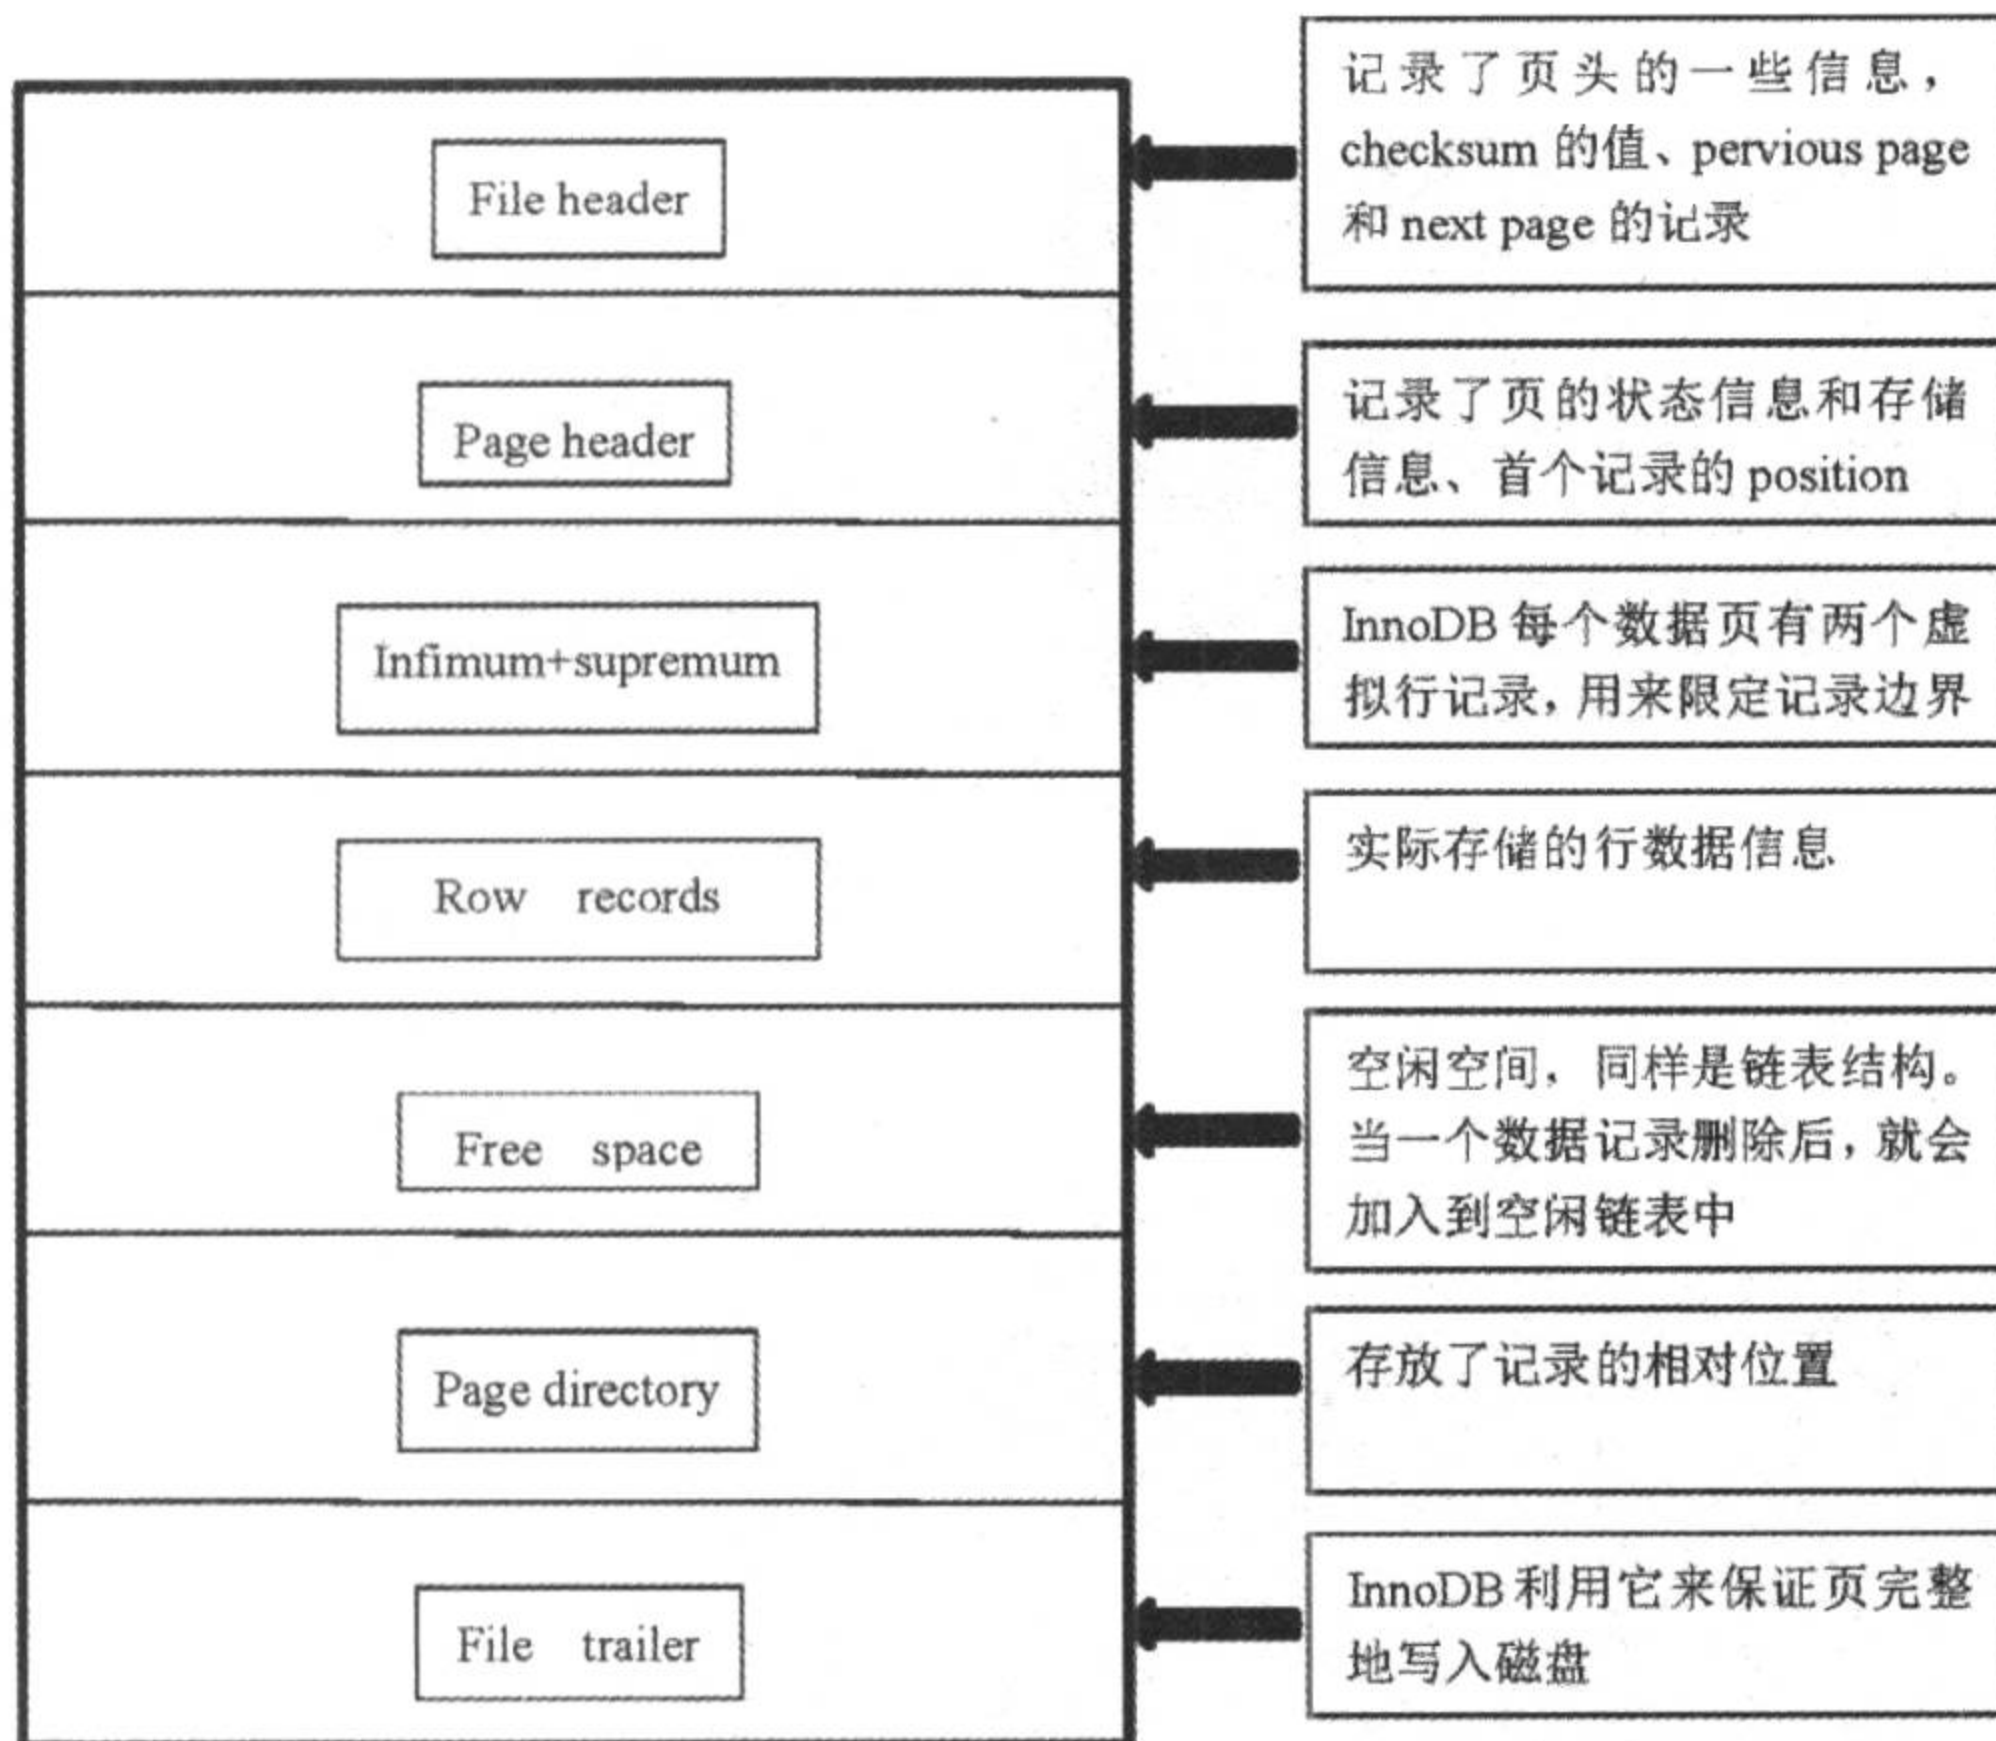 File header
记录了页头的一些信息，
checksum 的值、pervious page
和 next page 的记录
Page header
记录了页的状态信息和存储
信息、首个记录的 position
Infimum+supremum
InnoDB 每个数据页有两个虚
拟行记录，用来限定记录边界
Row records
实际存储的行数据信息
Free space
空闲空间，同样是链表结构。
当一个数据记录删除后，就会
加入到空闲链表中
Page directory
存放了记录的相对位置
File trailer
InnoDB 利用它来保证页完整
地写入磁盘